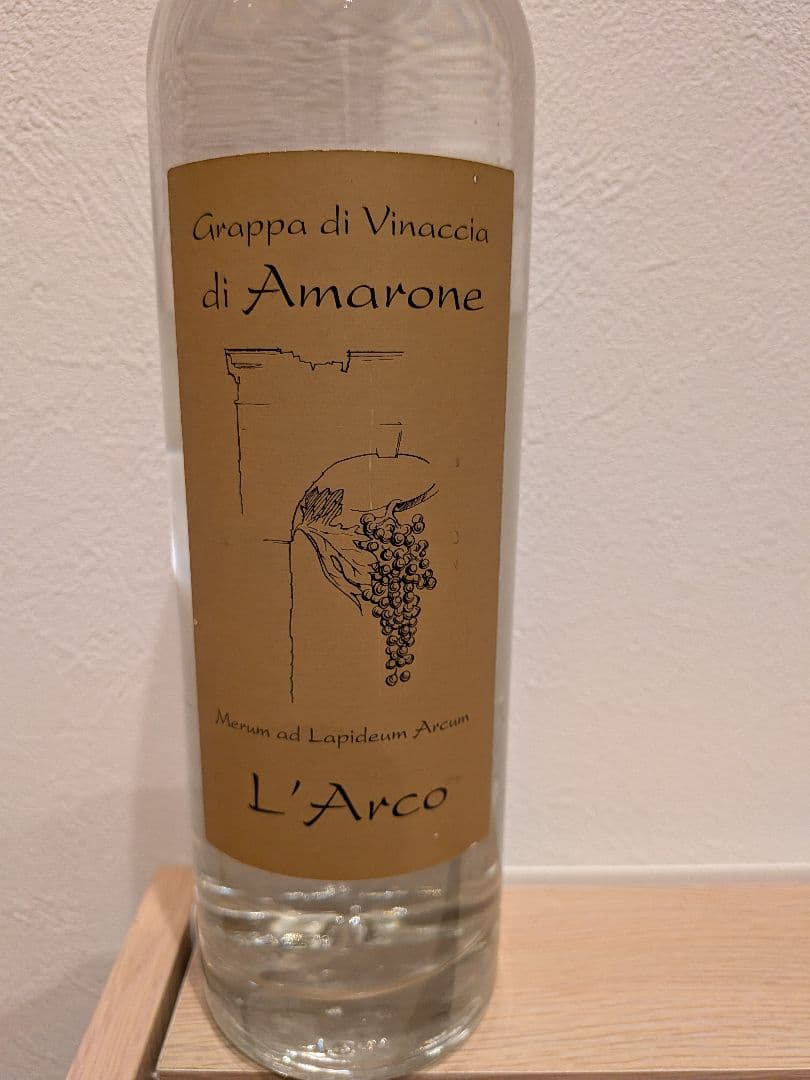 Grappa di Vinaccia
di Amarone
Merum ad Lapideum Arcum
L'Arco